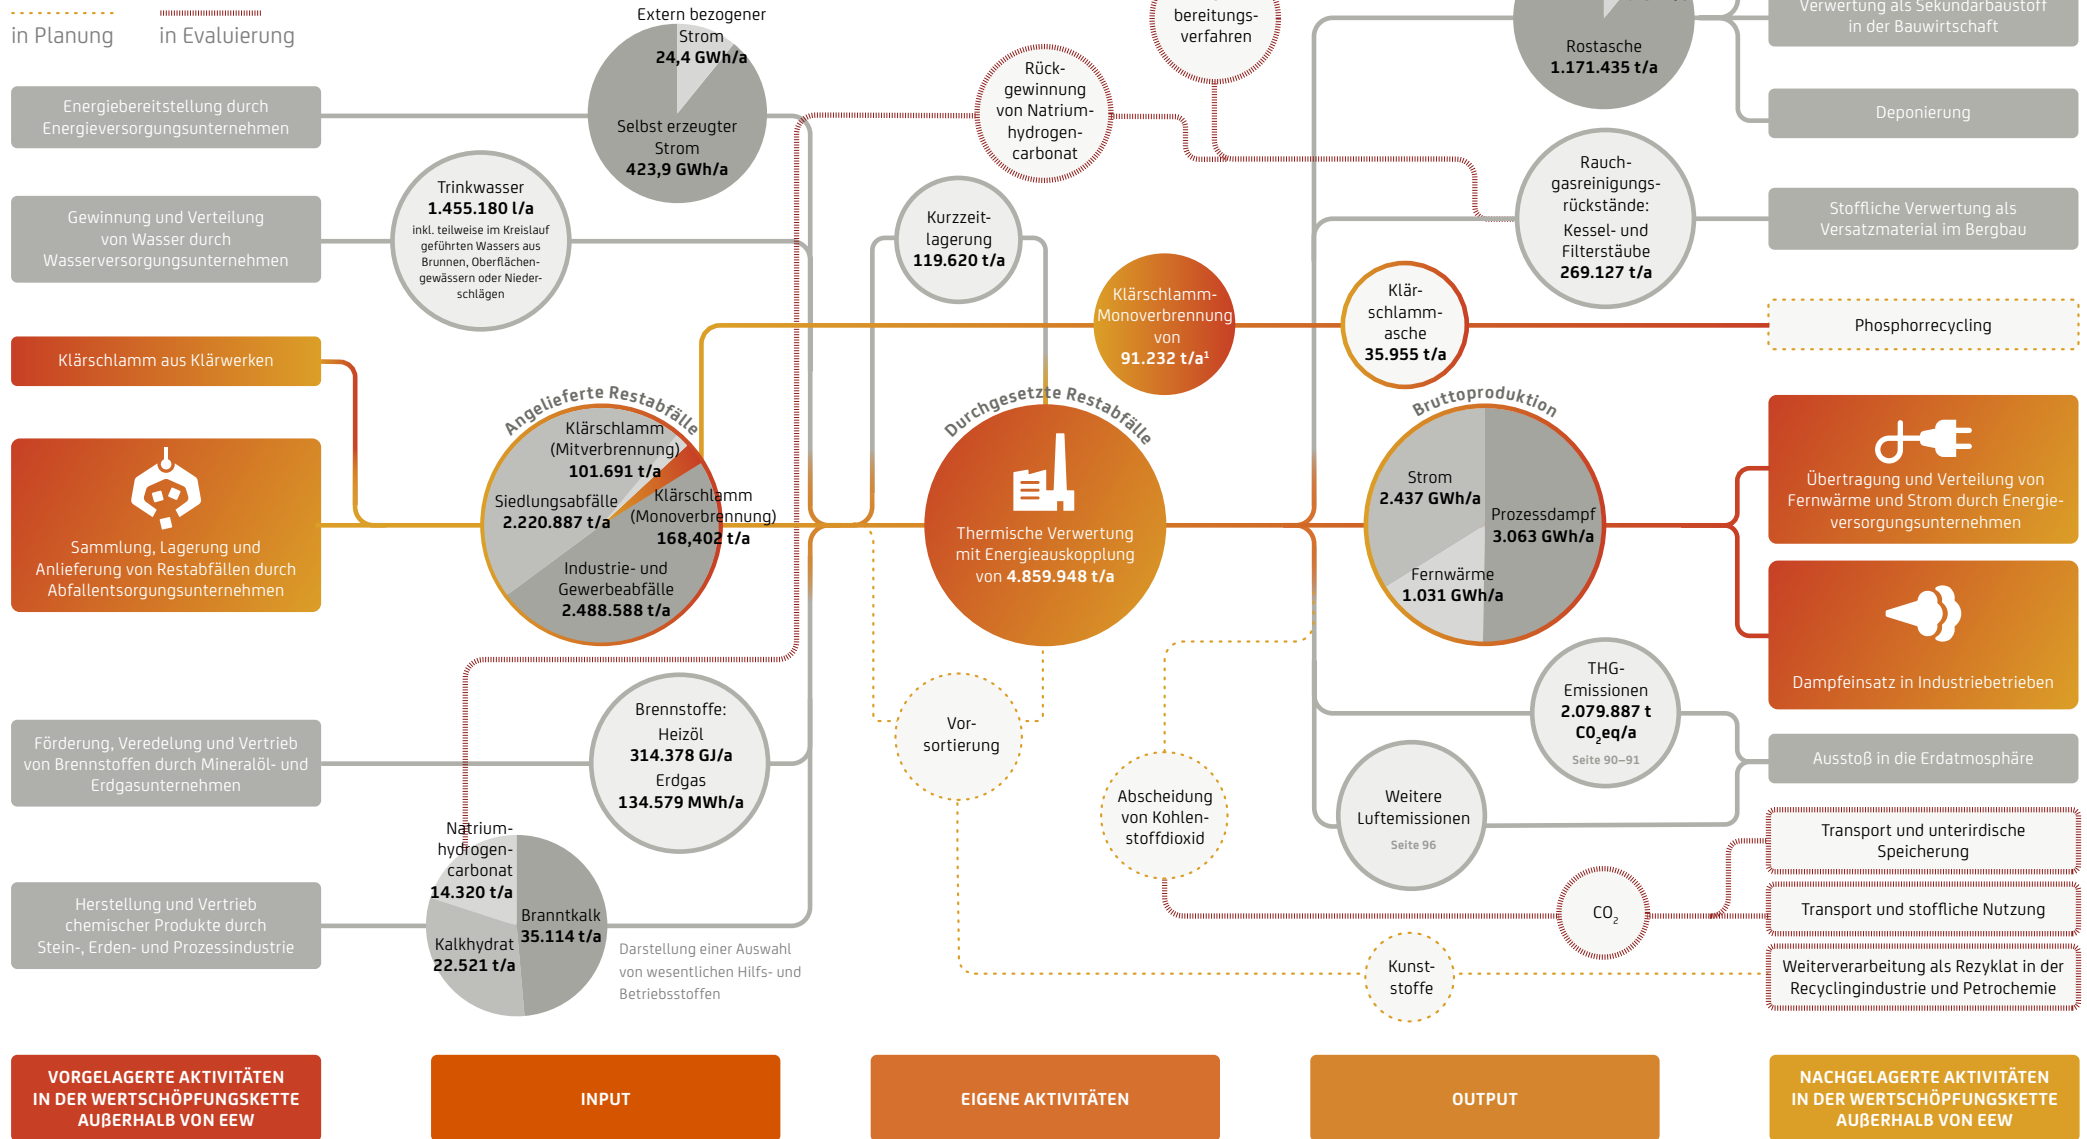 in Planung
in Evaluierung
Extern bezogener
Strom
24,4 GWh/a
Selbst erzeugter
Strom
423,9 GWh/a
Energiebereitstellung durch
Energieversorgungsunternehmen
Gewinnung und Verteilung
von Wasser durch
Wasserversorgungsunternehmen
Trinkwasser
1.455.180 l/a
inkl. teilweise im Kreislauf
geführten Wassers aus
Brunnen, Oberflächen-
gewässern oder Nieder-
schlägen
Klärschlamm aus Klärwerken
Sammlung, Lagerung und
Anlieferung von Restabfällen durch
Abfallentsorgungsunternehmen
Angelieferte Restabfälle
Klärschlamm
(Mitverbrennung)
101.691 t/a
Siedlungsabfälle
2.220.887 t/a
Klärschlamm
(Monoverbrennung)
168,402 t/a
Industrie- und
Gewerbeabfälle
2.488.588 t/a
Förderung, Veredelung und Vertrieb
von Brennstoffen durch Mineralöl- und
Erdgasunternehmen
Brennstoffe:
Heizöl
314.378 GJ/a
Erdgas
134.579 MWh/a
Herstellung und Vertrieb
chemischer Produkte durch
Stein-, Erden- und Prozessindustrie
Natrium-
hydrogen-
carbonat
14.320 t/a
Branntkalk
35.114 t/a
Kalkhydrat
22.521 t/a
Darstellung einer Auswahl
von wesentlichen Hilfs- und
Betriebsstoffen
bereitungs-
verfahren
Rück-
gewinnung
von Natrium-
hydrogen-
carbonat
Kurzzeit-
lagerung
119.620 t/a
Klärschlamm-
Monoverbrennung
von
91.232 t/a¹
Durchgesetzte Restabfälle
Thermische Verwertung
mit Energieauskopplung
von 4.859.948 t/a
Vor-
sortierung
Abscheidung
von Kohlen-
stoffdioxid
Rostasche
1.171.435 t/a
Rauch-
gasreinigungs-
rückstände:
Kessel- und
Filterstäube
269.127 t/a
Klär-
schlamm-
asche
35.955 t/a
Bruttoproduktion
Strom
2.437 GWh/a
Prozessdampf
3.063 GWh/a
Fernwärme
1.031 GWh/a
THG-
Emissionen
2.079.887 t
CO₂eq/a
Seite 90–91
Weitere
Luftemissionen
Seite 96
CO₂
Kunst-
stoffe
Verwertung als Sekundärbaustoff
in der Bauwirtschaft
Deponierung
Stoffliche Verwertung als
Versatzmaterial im Bergbau
Phosphorrecycling
Übertragung und Verteilung von
Fernwärme und Strom durch Energie-
versorgungsunternehmen
Dampfeinsatz in Industriebetrieben
Ausstoß in die Erdatmosphäre
Transport und unterirdische
Speicherung
Transport und stoffliche Nutzung
Weiterverarbeitung als Rezyklat in der
Recyclingindustrie und Petrochemie
VORGELAGERTE AKTIVITÄTEN
IN DER WERTSCHÖPFUNGSKETTE
AUßERHALB VON EEW
INPUT
EIGENE AKTIVITÄTEN
OUTPUT
NACHGELAGERTE AKTIVITÄTEN
IN DER WERTSCHÖPFUNGSKETTE
AUßERHALB VON EEW